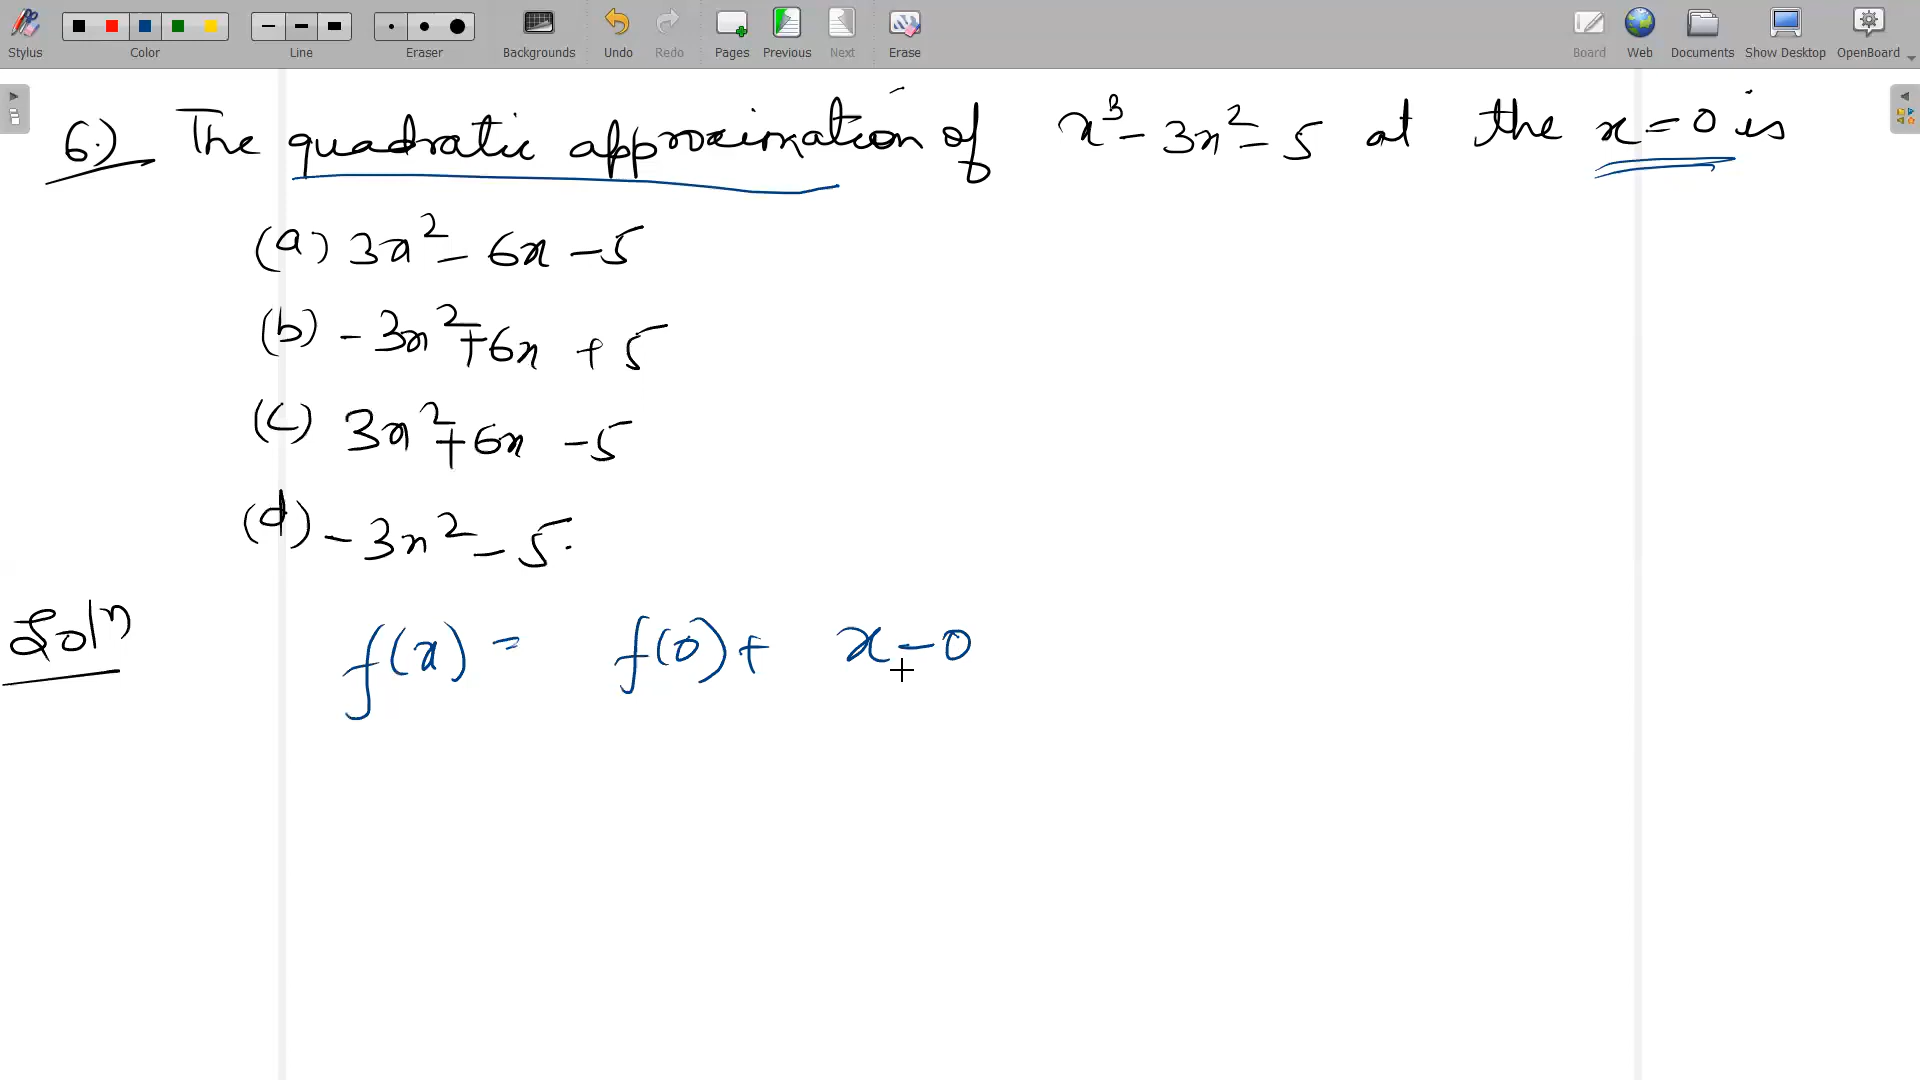 Stylus Color Line Eraser Backgrounds Undo Redo Pages Previous Next Erase Board Web Documents Show Desktop OpenBoard
6.) The quadratic approximation of x³ - 3x² - 5 at the x = 0 is
(a) 3x² - 6x - 5
(b) - 3x² + 6x + 5
(c) 3x² + 6x - 5
(d) - 3x² - 5.
Solⁿ
f(x) = f(0) + x - 0